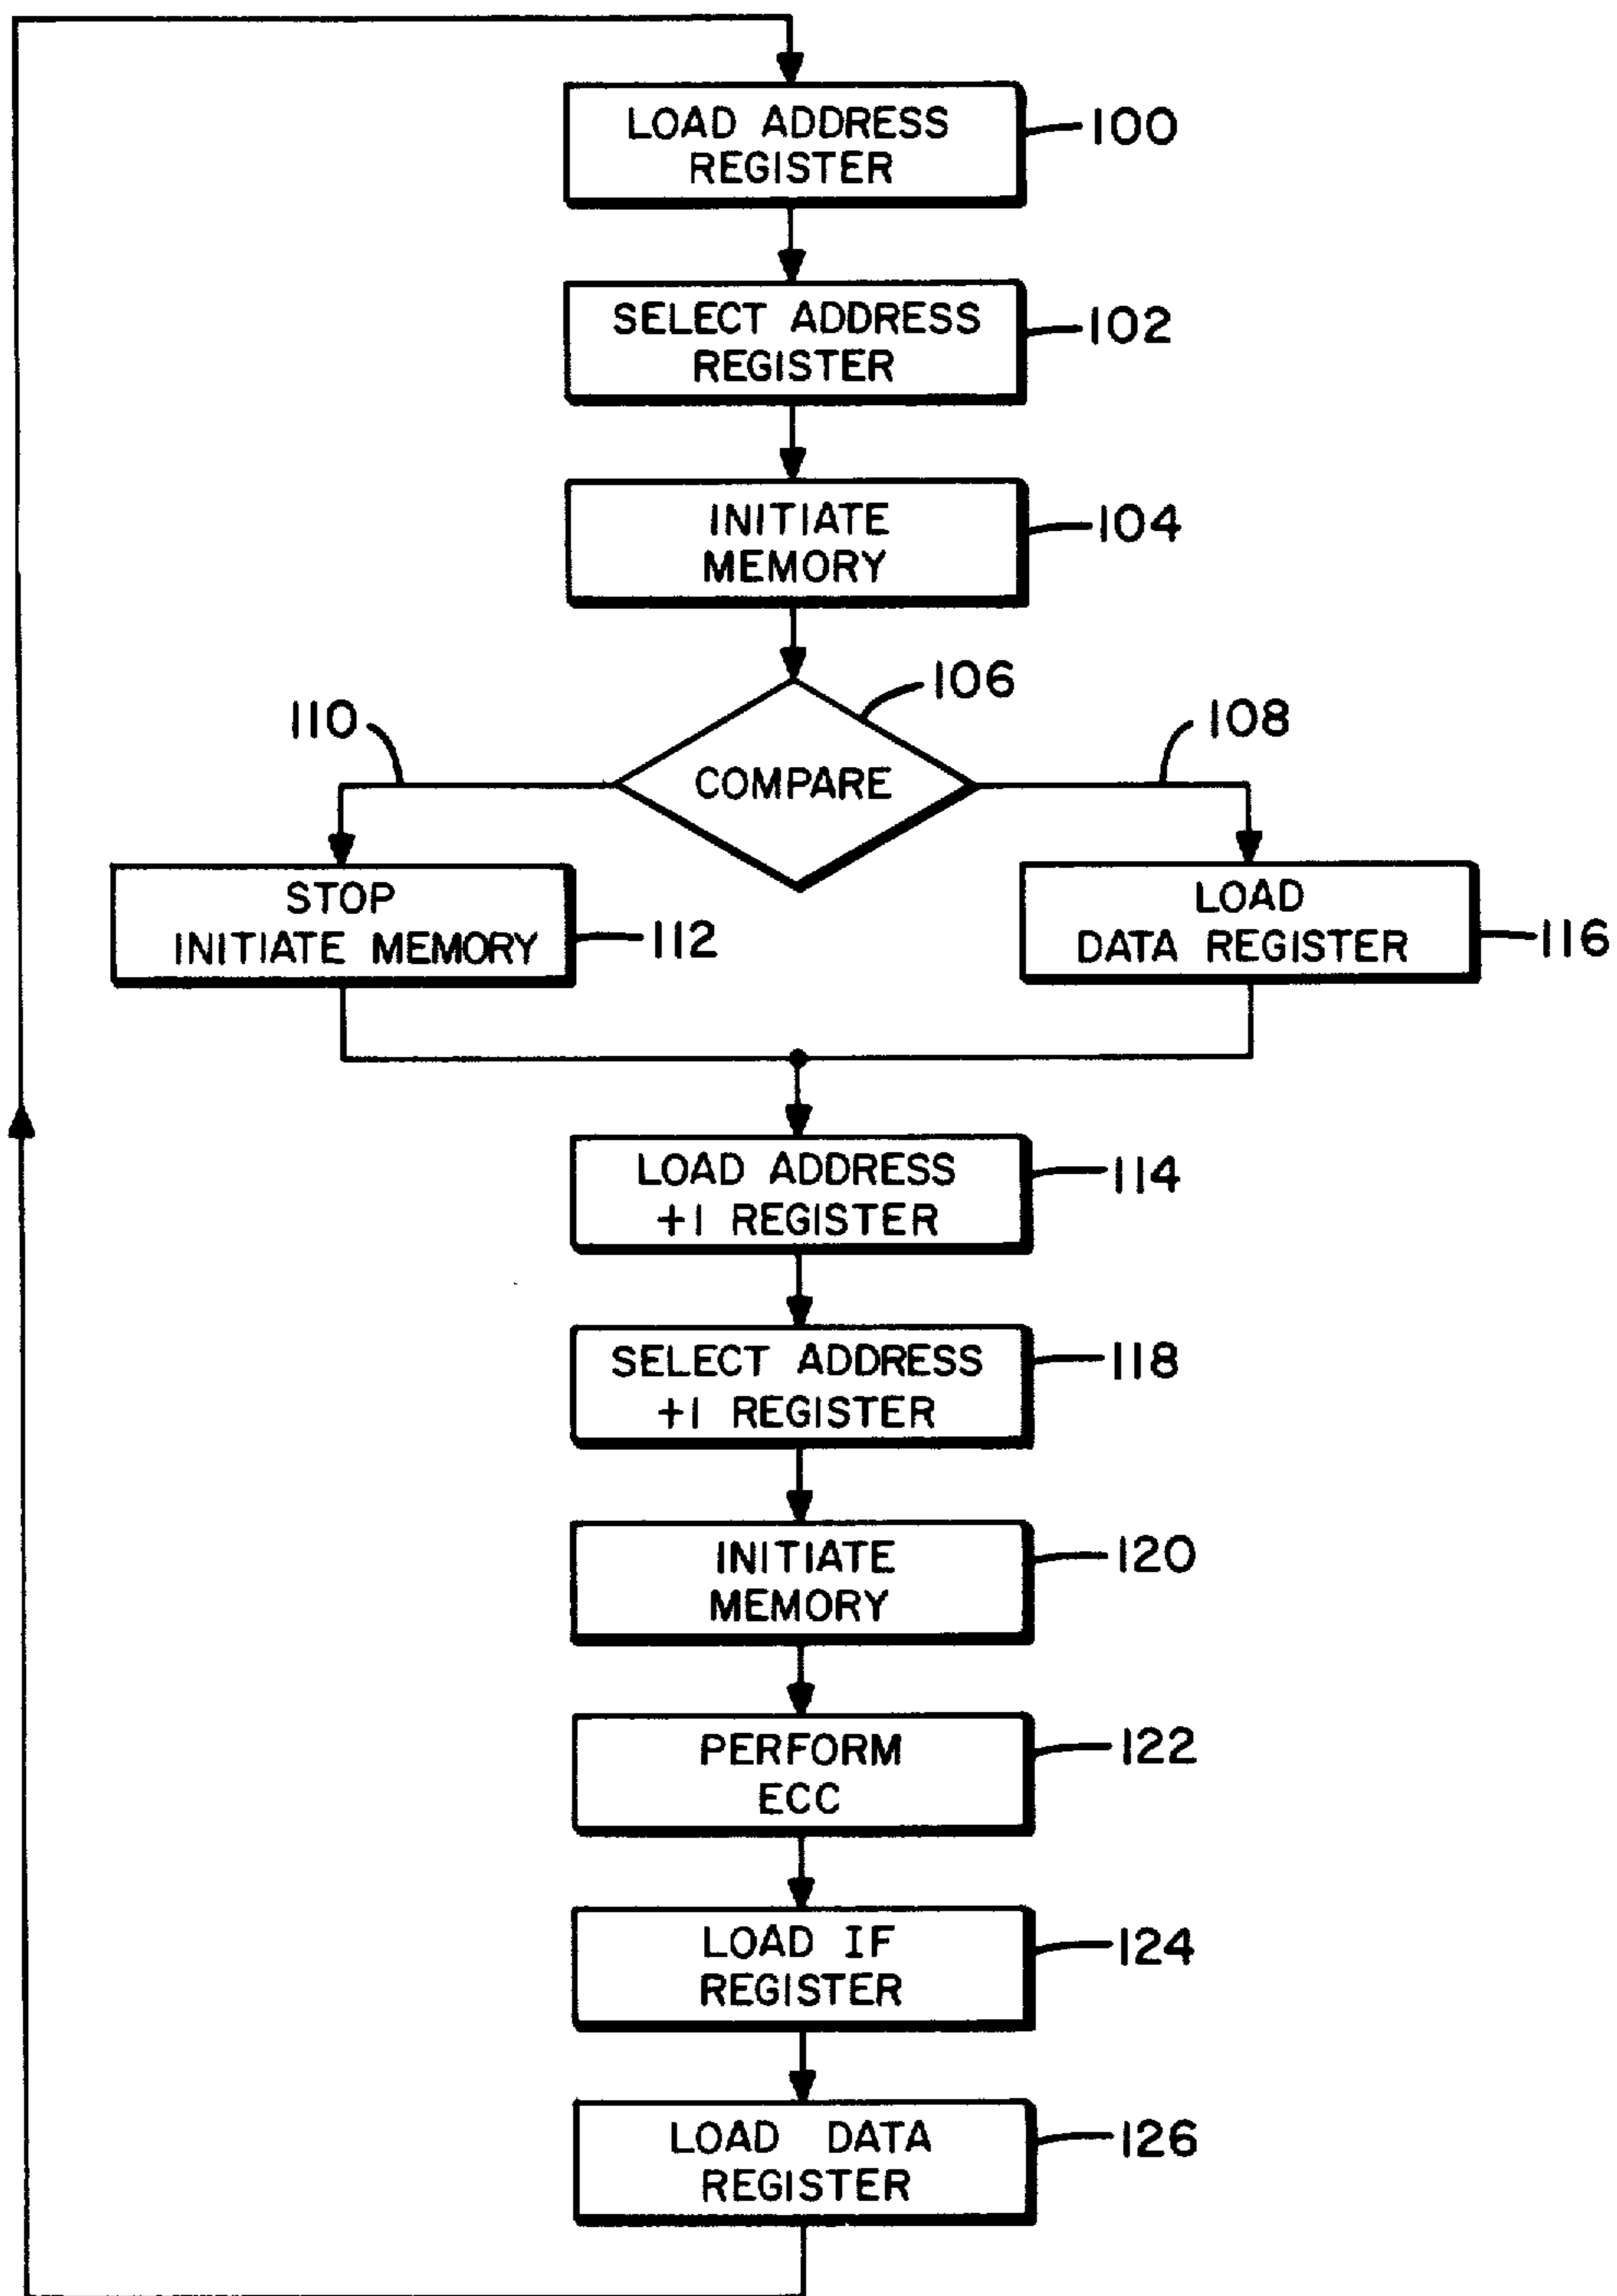 LOAD ADDRESS
REGISTER
100
SELECT ADDRESS
REGISTER
102
INITIATE
MEMORY
104
106
110
108
COMPARE
STOP
INITIATE MEMORY
112
LOAD
DATA REGISTER
116
LOAD ADDRESS
+1 REGISTER
114
SELECT ADDRESS
+1 REGISTER
118
INITIATE
MEMORY
120
PERFORM
ECC
122
LOAD IF
REGISTER
124
LOAD DATA
REGISTER
126